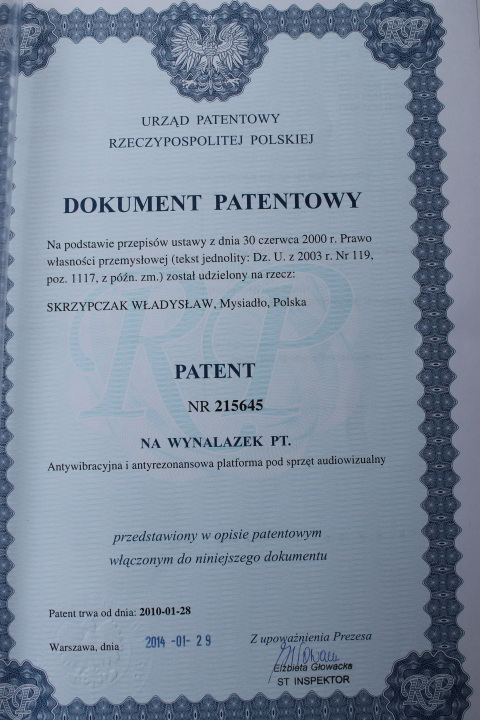 URZĄD PATENTOWY
RZECZYPOSPOLITEJ POLSKIEJ
DOKUMENT PATENTOWY
Na podstawie przepisów ustawy z dnia 30 czerwca 2000 r. Prawo
własności przemysłowej (tekst jednolity: Dz. U. z 2003 r. Nr 119,
poz. 1117, z późn. zm.) został udzielony na rzecz:
SKRZYPCZAK WŁADYSŁAW, Mysiadło, Polska
RP
PATENT
NR 215645
NA WYNALAZEK PT.
Antywibracyjna i antyrezonansowa platforma pod sprzęt audiowizualny
przedstawiony w opisie patentowym
włączonym do niniejszego dokumentu
Patent trwa od dnia: 2010-01-28
Warszawa, dnia 2014 -01- 29
Z upoważnienia Prezesa
Elżbieta Głowacka
ST INSPEKTOR